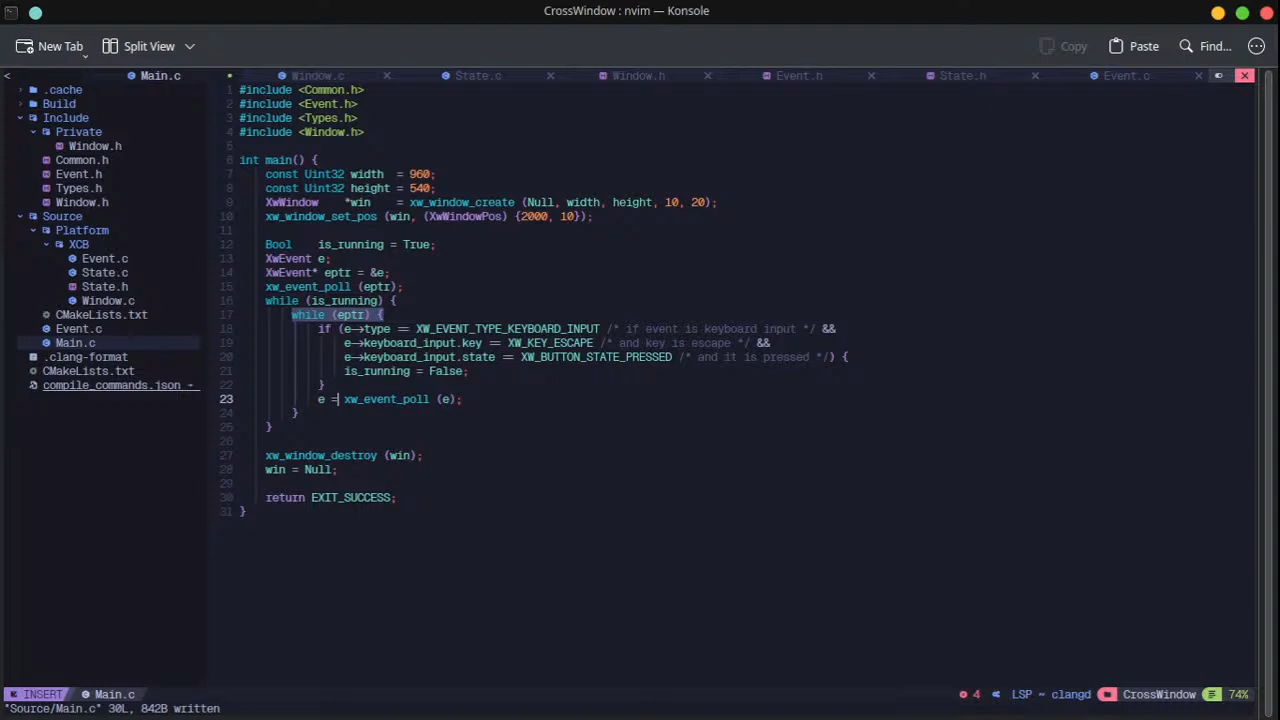 CrossWindow : nvim — Konsole
New Tab Split View Copy Paste Find...
< Main.c Window.c × State.c × Window.h × Event.h × State.h × Event.c ×
> .cache
> Build
Include
Private
Window.h
Common.h
Event.h
Types.h
Window.h
Source
Platform
XCB
Event.c
State.c
State.h
Window.c
CMakeLists.txt
Event.c
Main.c
.clang-format
CMakeLists.txt
compile_commands.json
1 #include <Common.h>
2 #include <Event.h>
3 #include <Types.h>
4 #include <Window.h>
5
6 int main() {
7 const Uint32 width  = 960;
8 const Uint32 height = 540;
9 XwWindow    *win    = xw_window_create (Null, width, height, 10, 20);
10 xw_window_set_pos (win, (XwWindowPos) {2000, 10});
11
12 Bool    is_running = True;
13 XwEvent e;
14 XwEvent* eptr = &e;
15 xw_event_poll (eptr);
16 while (is_running) {
17 while (eptr) {
18 if (e->type == XW_EVENT_TYPE_KEYBOARD_INPUT /* if event is keyboard input */ &&
19 e->keyboard_input.key == XW_KEY_ESCAPE /* and key is escape */ &&
20 e->keyboard_input.state == XW_BUTTON_STATE_PRESSED /* and it is pressed */) {
21 is_running = False;
22 }
23 e = xw_event_poll (e);
24 }
25 }
26
27 xw_window_destroy (win);
28 win = Null;
29
30 return EXIT_SUCCESS;
31 }
INSERT Main.c 4 LSP ~ clangd CrossWindow 74%
"Source/Main.c" 30L, 842B written